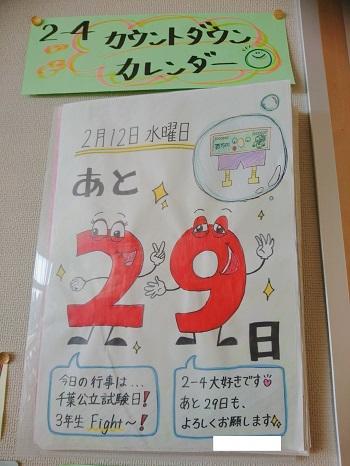 2-4 カウントダウン
カレンダー
2月12日 水曜日
あと
29
日
今日の行事は...
千葉公立試験日!
3年生 Fight～!
2-4大好きです
あと29日も、
よろしくお願いします